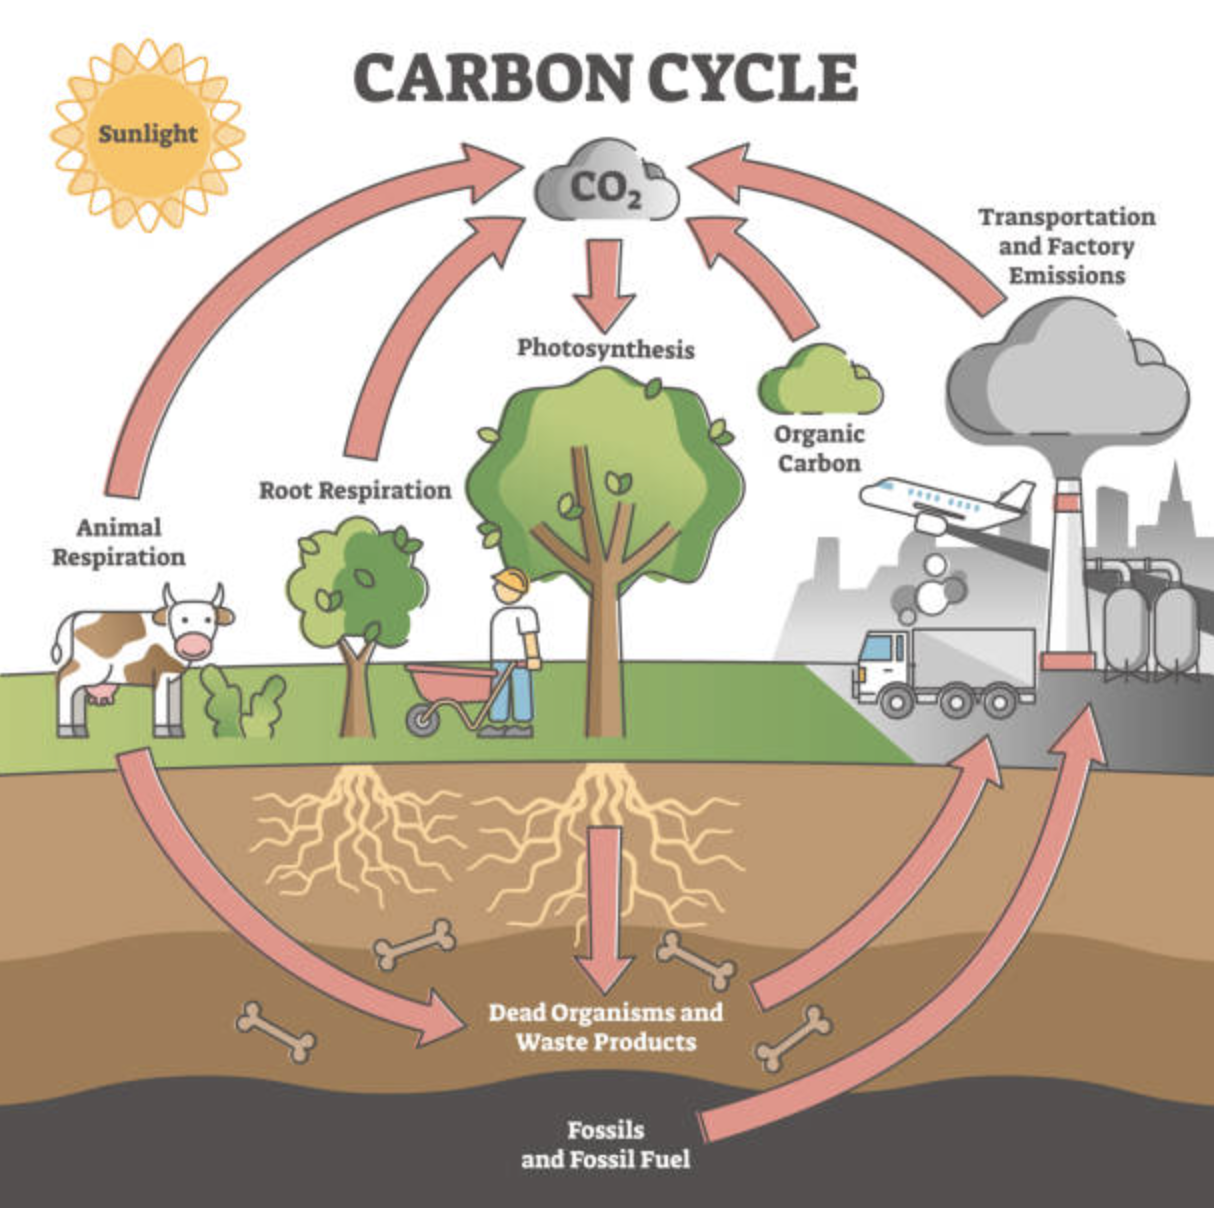 CARBON CYCLE
Sunlight
CO₂
Transportation
and Factory
Emissions
Photosynthesis
Organic
Carbon
Root Respiration
Animal
Respiration
Dead Organisms and
Waste Products
Fossils
and Fossil Fuel